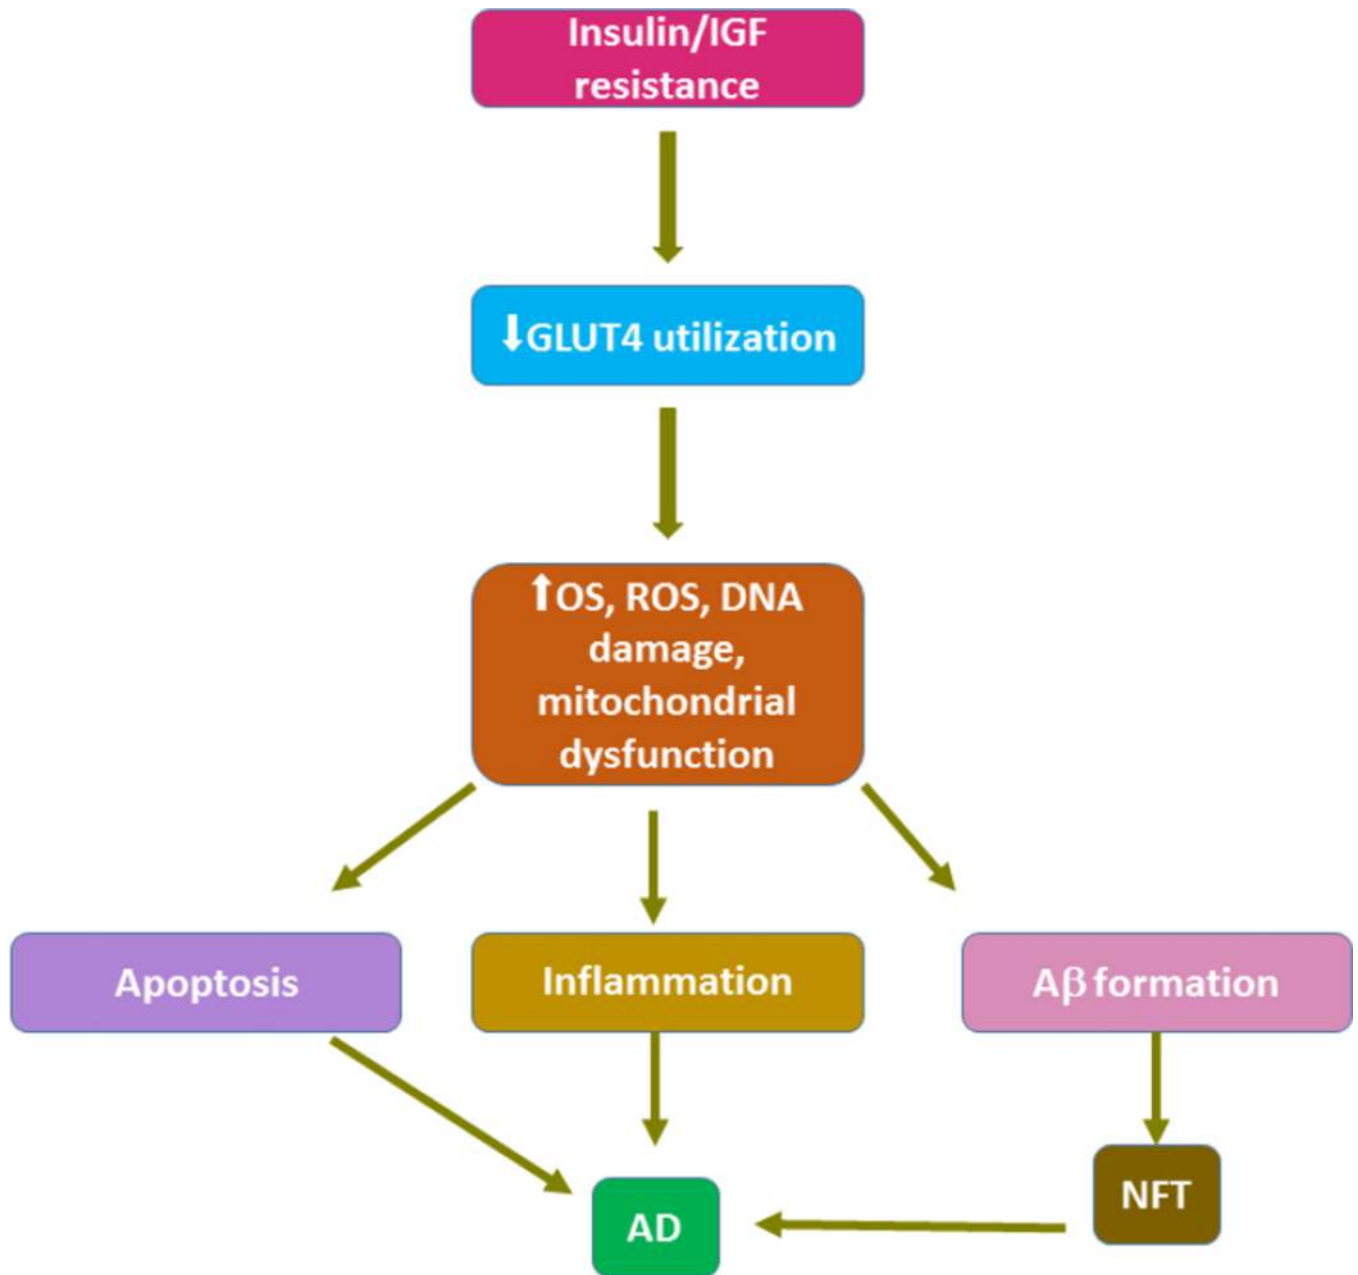 Insulin/IGF
resistance
↓GLUT4 utilization
↑OS, ROS, DNA
damage,
mitochondrial
dysfunction
Apoptosis
Inflammation
Aβ formation
NFT
AD